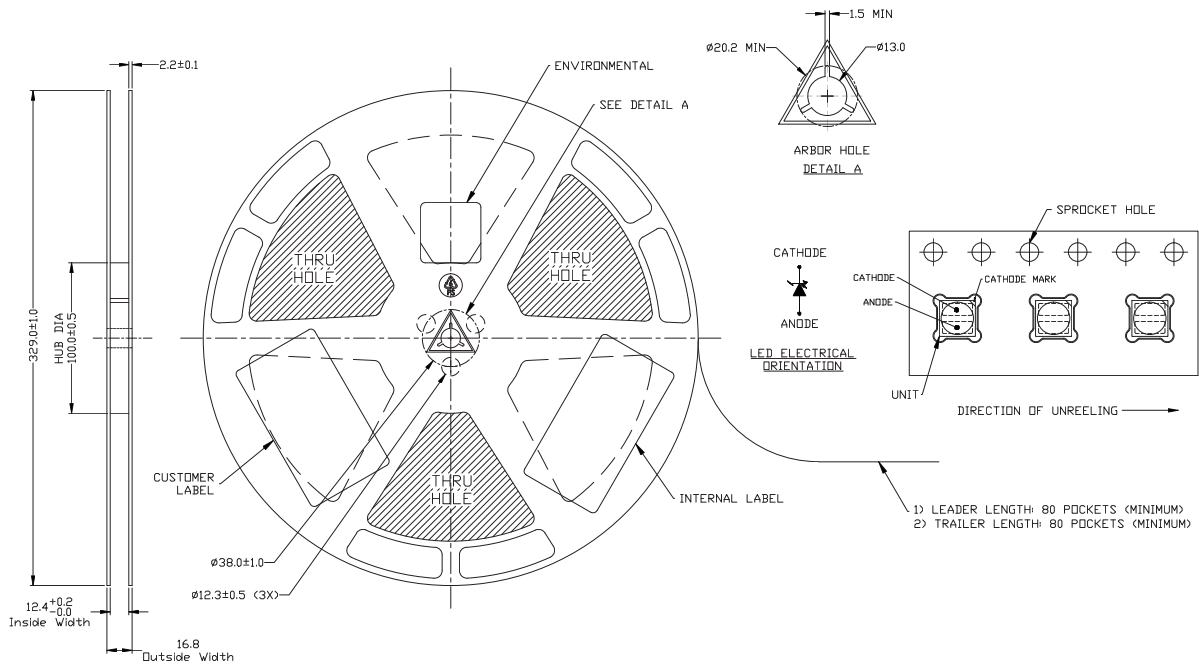 2.2±0.1
329.0±1.0
HUB DIA
100.0±0.5
12.4 +0.2
-0.0
Inside Width
16.8
Outside Width
ENVIRONMENTAL
SEE DETAIL A
THRU
HOLE
THRU
HOLE
THRU
HOLE
PS
CUSTOMER
LABEL
INTERNAL LABEL
ø38.0±1.0
ø12.3±0.5 (3X)
1.5 MIN
ø20.2 MIN
ø13.0
ARBOR HOLE
DETAIL A
CATHODE
ANODE
LED ELECTRICAL
ORIENTATION
SPROCKET HOLE
CATHODE
CATHODE MARK
ANODE
UNIT
DIRECTION OF UNREELING
1) LEADER LENGTH: 80 POCKETS (MINIMUM)
2) TRAILER LENGTH: 80 POCKETS (MINIMUM)